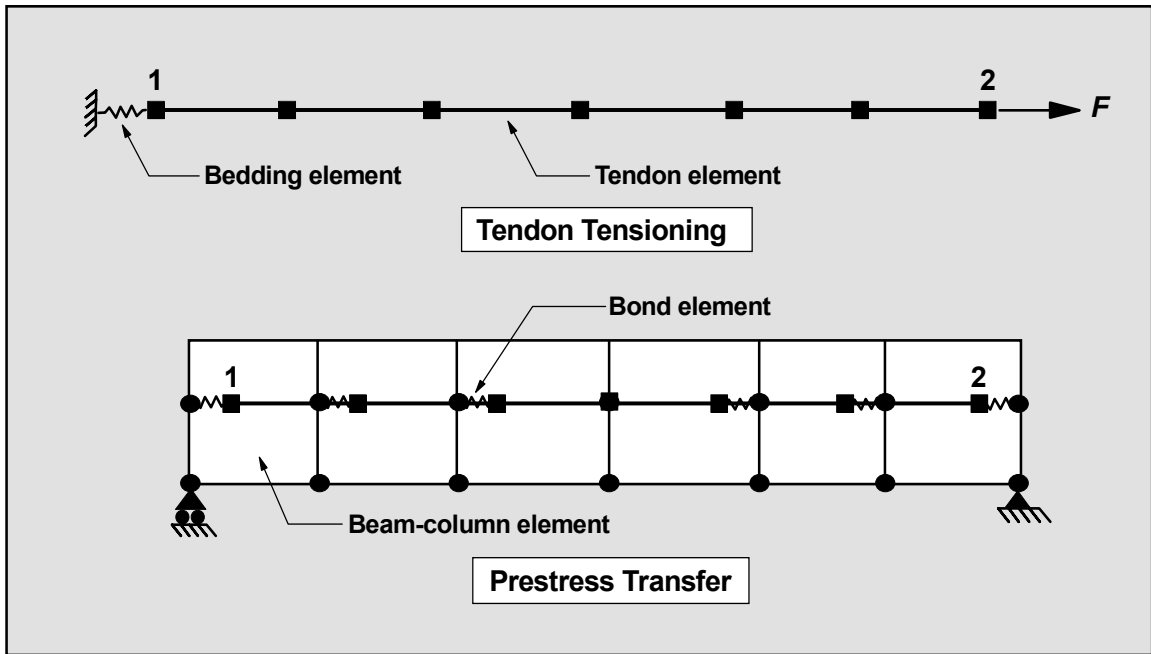 1
2
F
Bedding element
Tendon element
Tendon Tensioning
Bond element
1
2
Beam-column element
Prestress Transfer